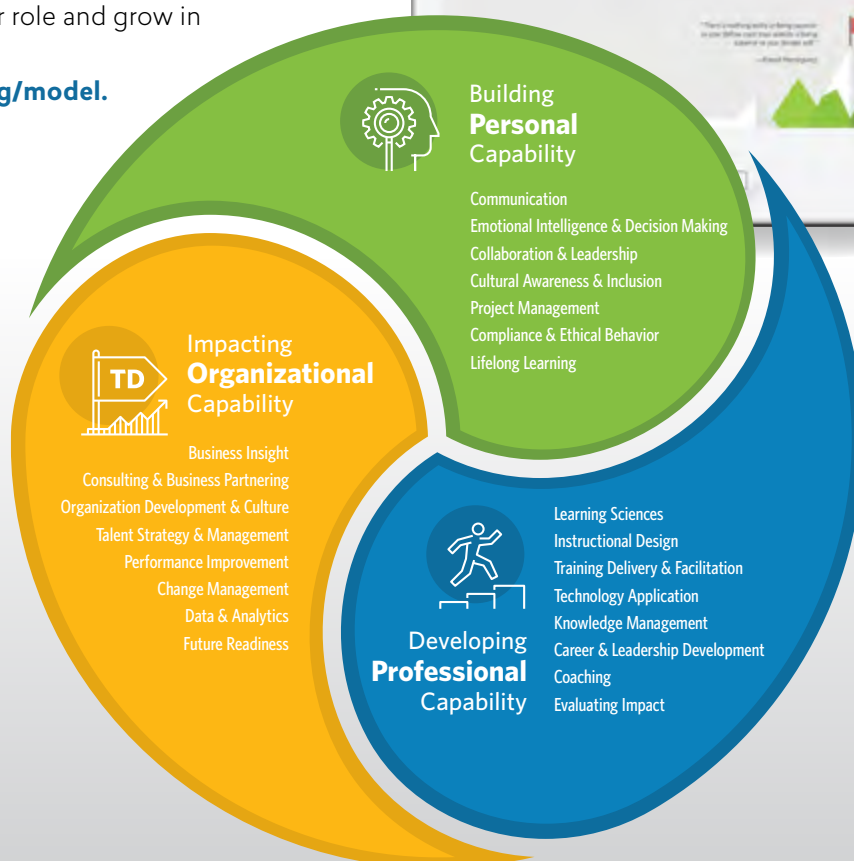 r role and grow in
g/model.
Building
Personal
Capability
Communication
Emotional Intelligence & Decision Making
Collaboration & Leadership
Cultural Awareness & Inclusion
Project Management
Compliance & Ethical Behavior
Lifelong Learning
Impacting
Organizational
Capability
TD
Business Insight
Consulting & Business Partnering
Organization Development & Culture
Talent Strategy & Management
Performance Improvement
Change Management
Data & Analytics
Future Readiness
Developing
Professional
Capability
Learning Sciences
Instructional Design
Training Delivery & Facilitation
Technology Application
Knowledge Management
Career & Leadership Development
Coaching
Evaluating Impact